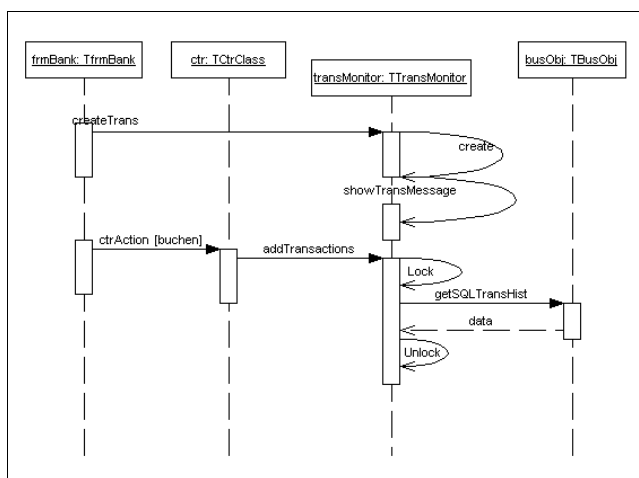 frmBank: TfrmBank
ctr: TCtrClass
transMonitor: TTransMonitor
busObj: TBusObj
createTrans
create
showTransMessage
ctrAction [buchen]
addTransactions
Lock
getSQLTransHist
data
Unlock